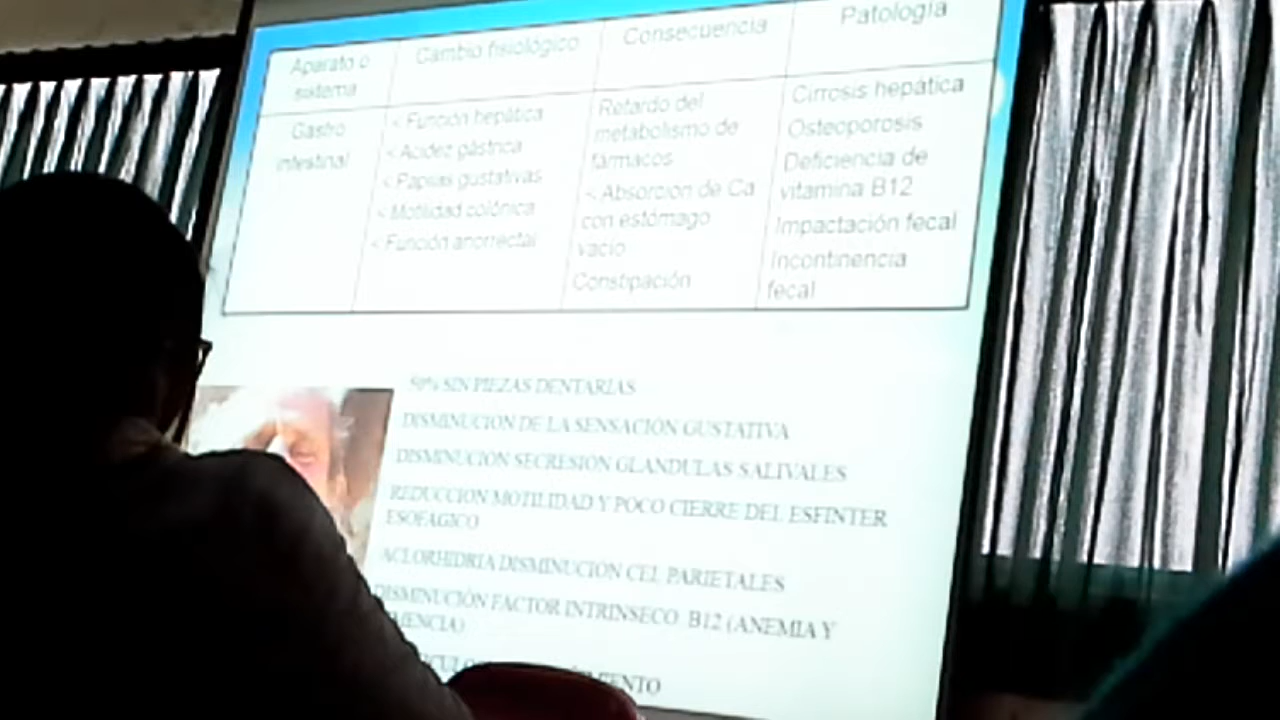 Aparato o
sistema
Cambio fisiológico
Consecuencia
Patología
Gastro
intestinal
< Función hepática
< Acidez gástrica
< Papilas gustativas
< Motilidad colónica
< Función anorrectal
Retardo del
metabolismo de
fármacos
< Absorción de Ca
con estómago
vacío
Constipación
Cirrosis hepática
Osteoporosis
Deficiencia de
vitamina B12
Impactación fecal
Incontinencia
fecal
50% SIN PIEZAS DENTARIAS
DISMINUCION DE LA SENSACIÓN GUSTATIVA
DISMINUCION SECRESION GLANDULAS SALIVALES
REDUCCION MOTILIDAD Y POCO CIERRE DEL ESFINTER
ESOFAGICO
ACLORHIDRIA DISMINUCION CEL PARIETALES
DISMINUCIÓN FACTOR INTRINSECO B12 (ANEMIA Y